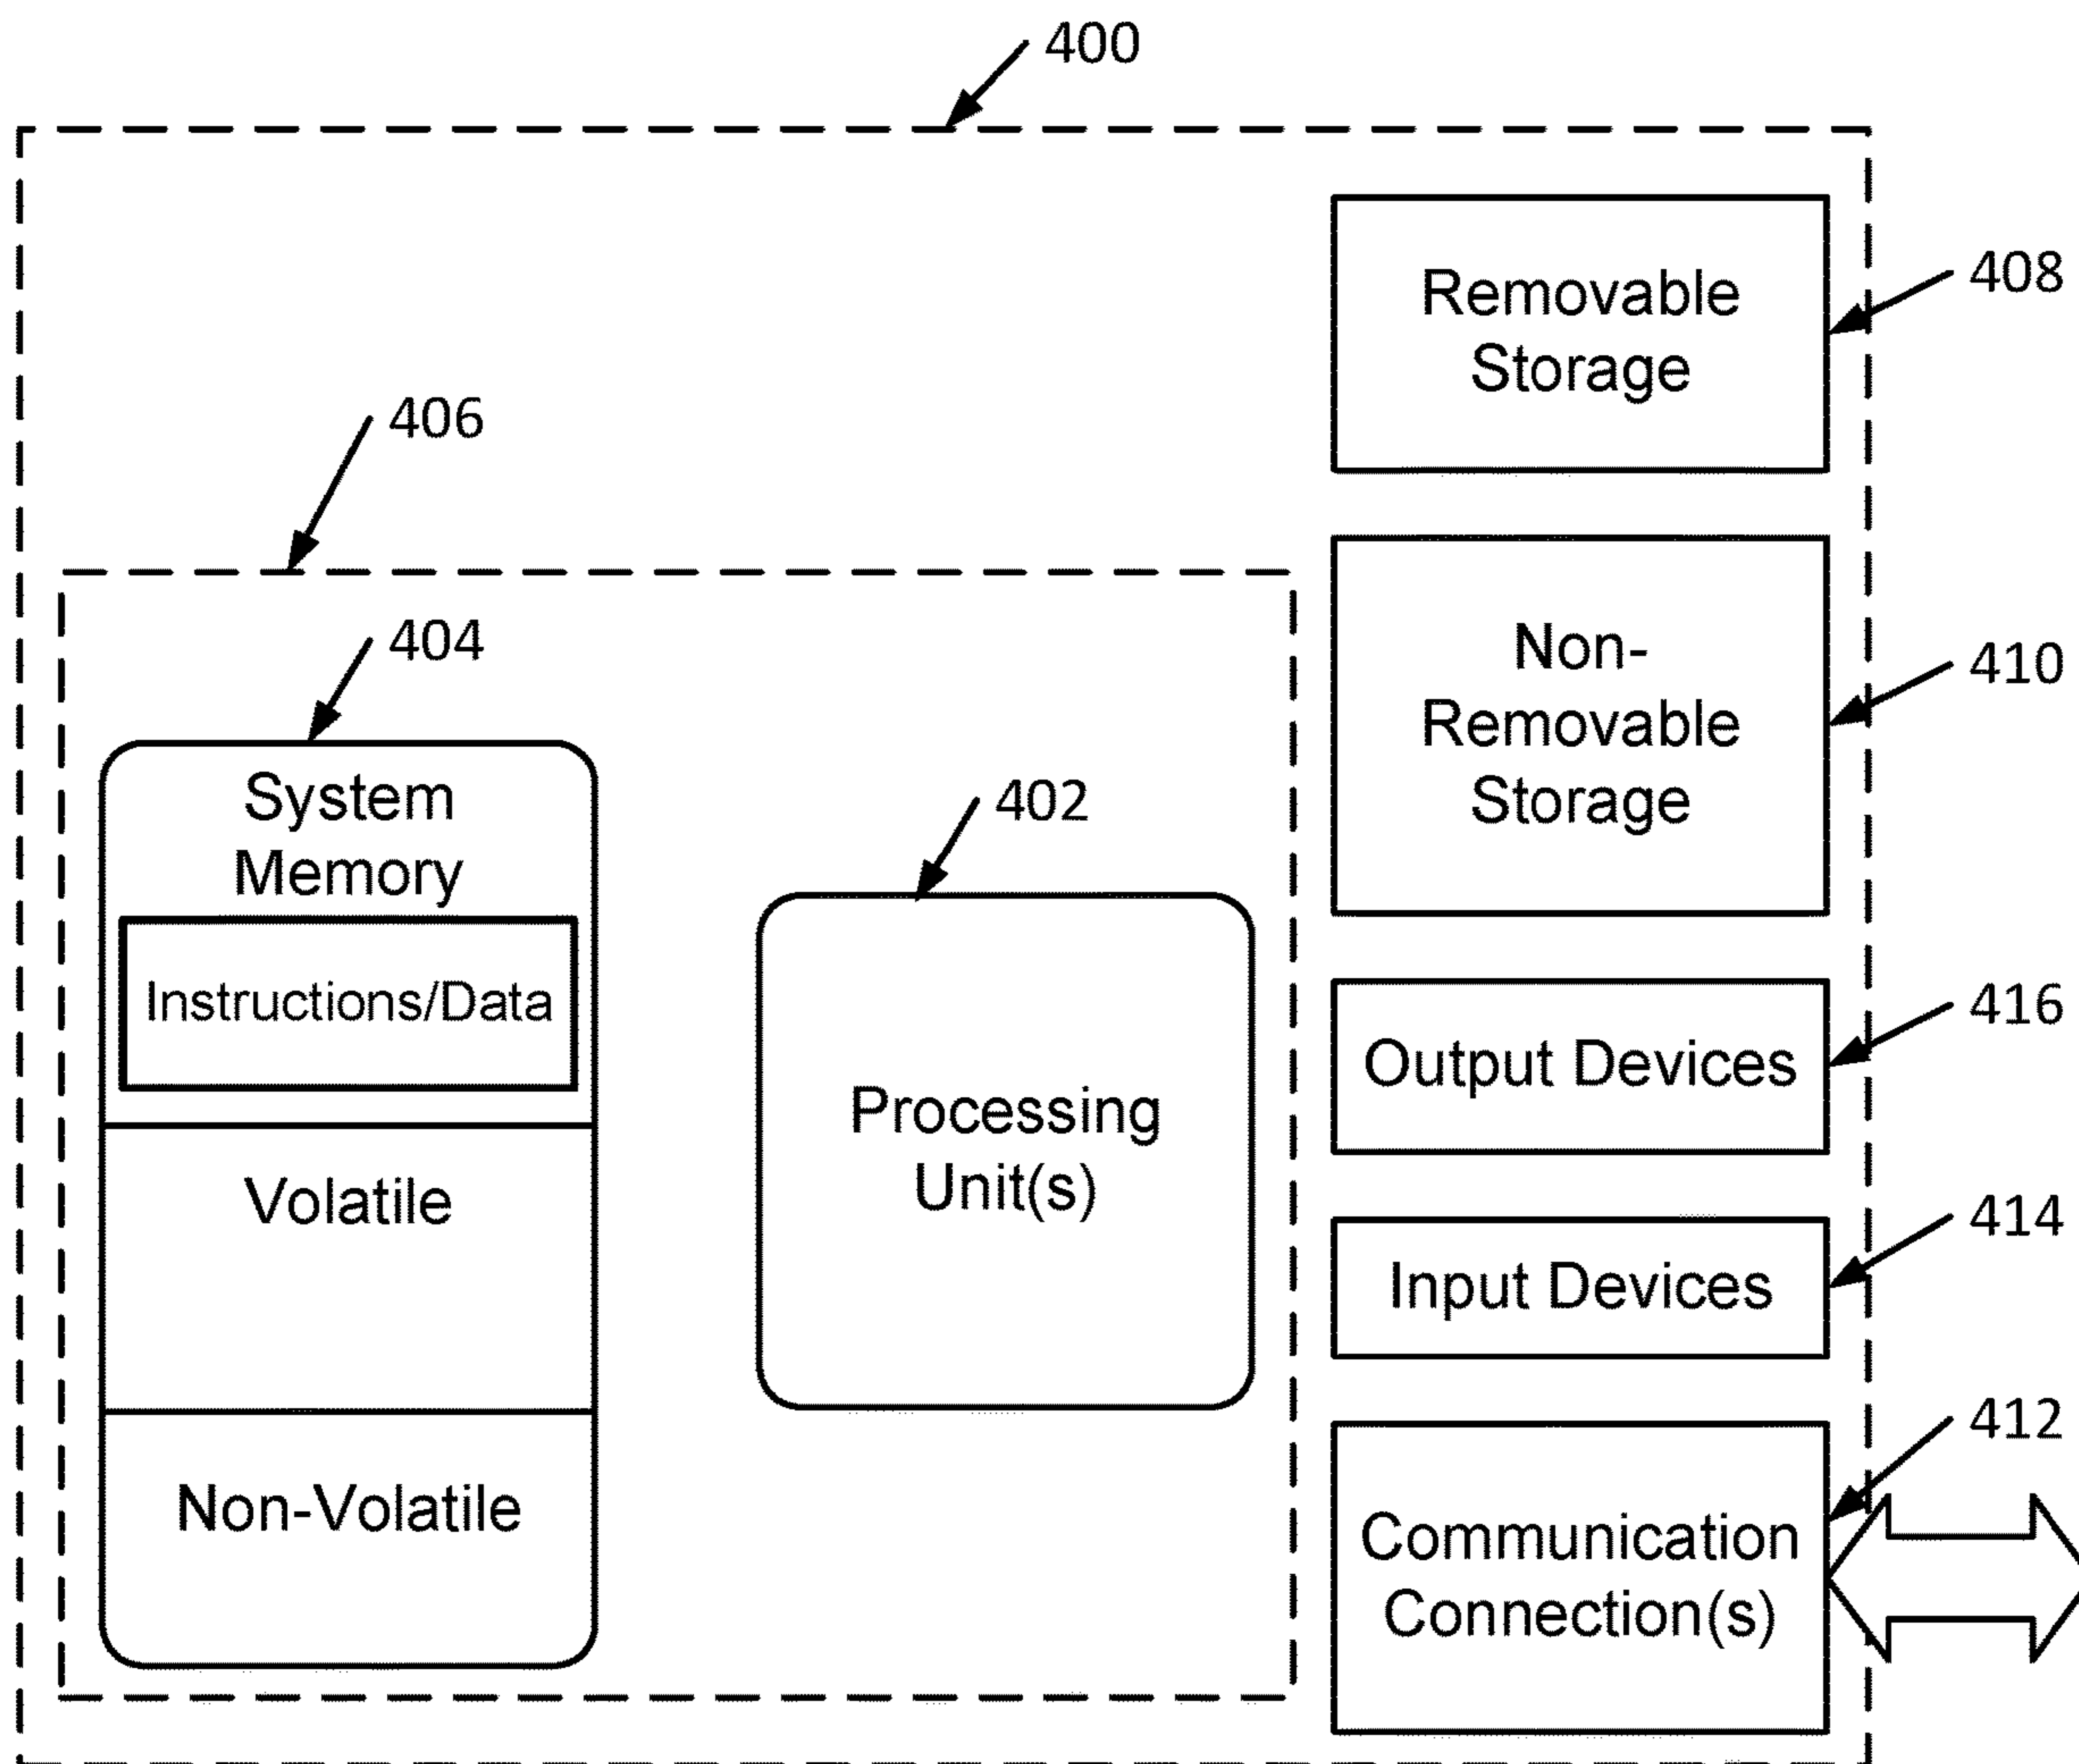 400
Removable
Storage
408
406
Non-
Removable
Storage
410
404
System
Memory
Instructions/Data
Volatile
Non-Volatile
402
Processing
Unit(s)
Output Devices
416
Input Devices
414
Communication
Connection(s)
412